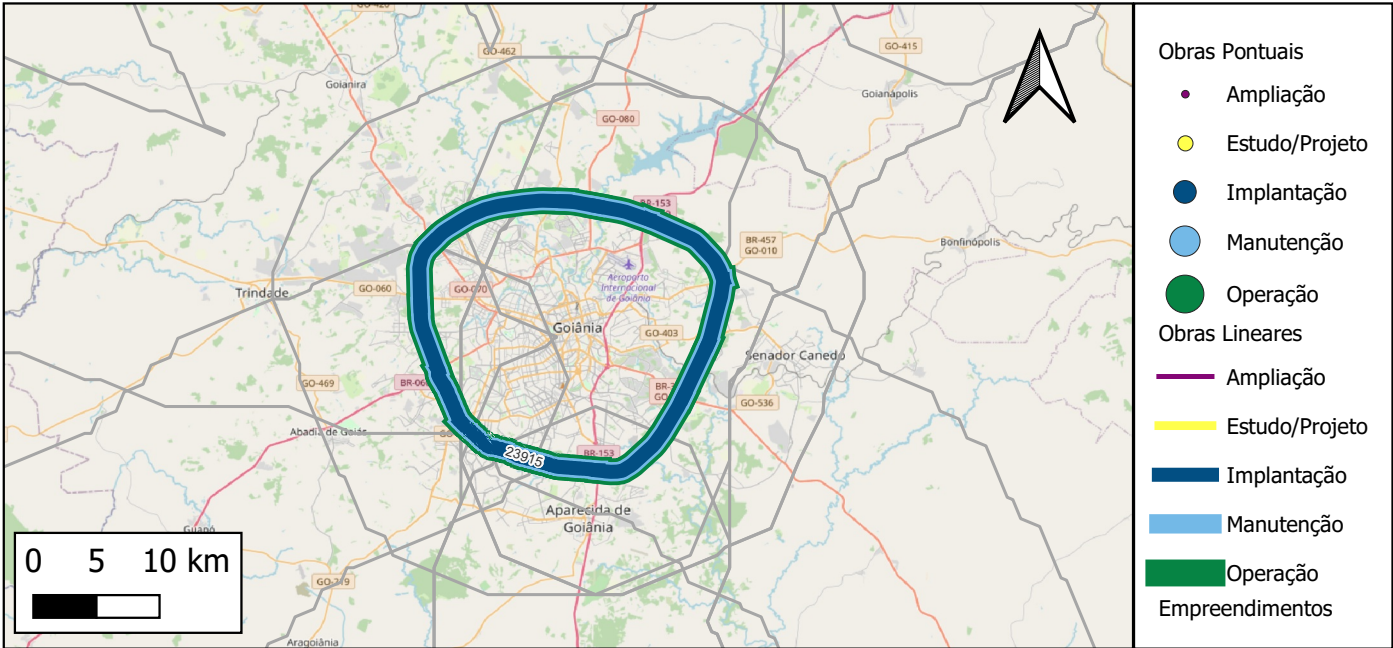 GO-420
GO-462
GO-415
Goianira
Goianápolis
GO-080
BR-153
BR-457
GO-010
Bonfinópolis
Aeroporto
Internacional
de Goiânia
Trindade
GO-060
GO-070
Goiânia
GO-403
Senador Canedo
GO-469
BR-060
GO-536
Abadia de Goiás
23915
BR-153
Aparecida de
Goiânia
Guapó
GO-219
Aragoiânia
0 5 10 km
Obras Pontuais
Ampliação
Estudo/Projeto
Implantação
Manutenção
Operação
Obras Lineares
Ampliação
Estudo/Projeto
Implantação
Manutenção
Operação
Empreendimentos